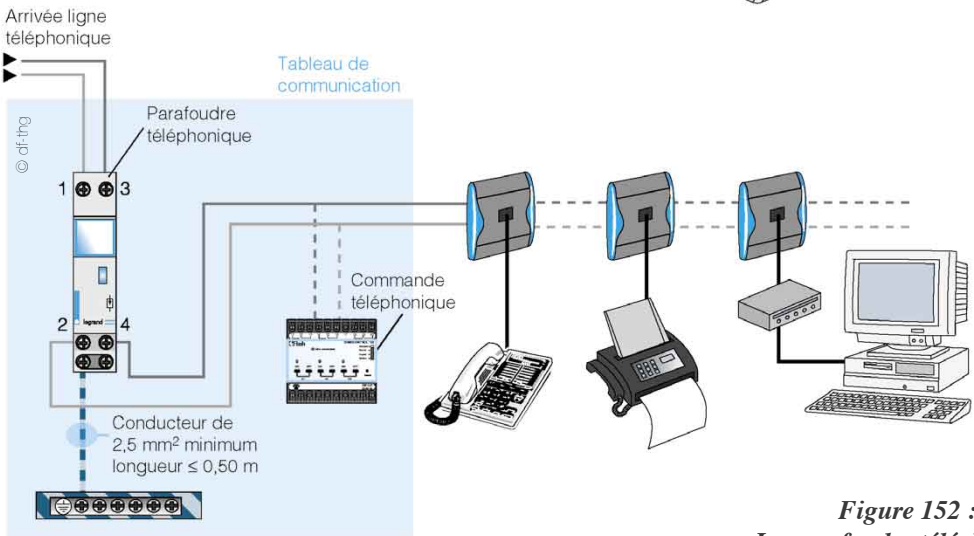 Arrivée ligne
téléphonique
Tableau de
communication
© df-thg
Parafoudre
téléphonique
1
3
2
legrand
4
Commande
téléphonique
Conducteur de
2,5 mm² minimum
longueur ≤ 0,50 m
Figure 152 :